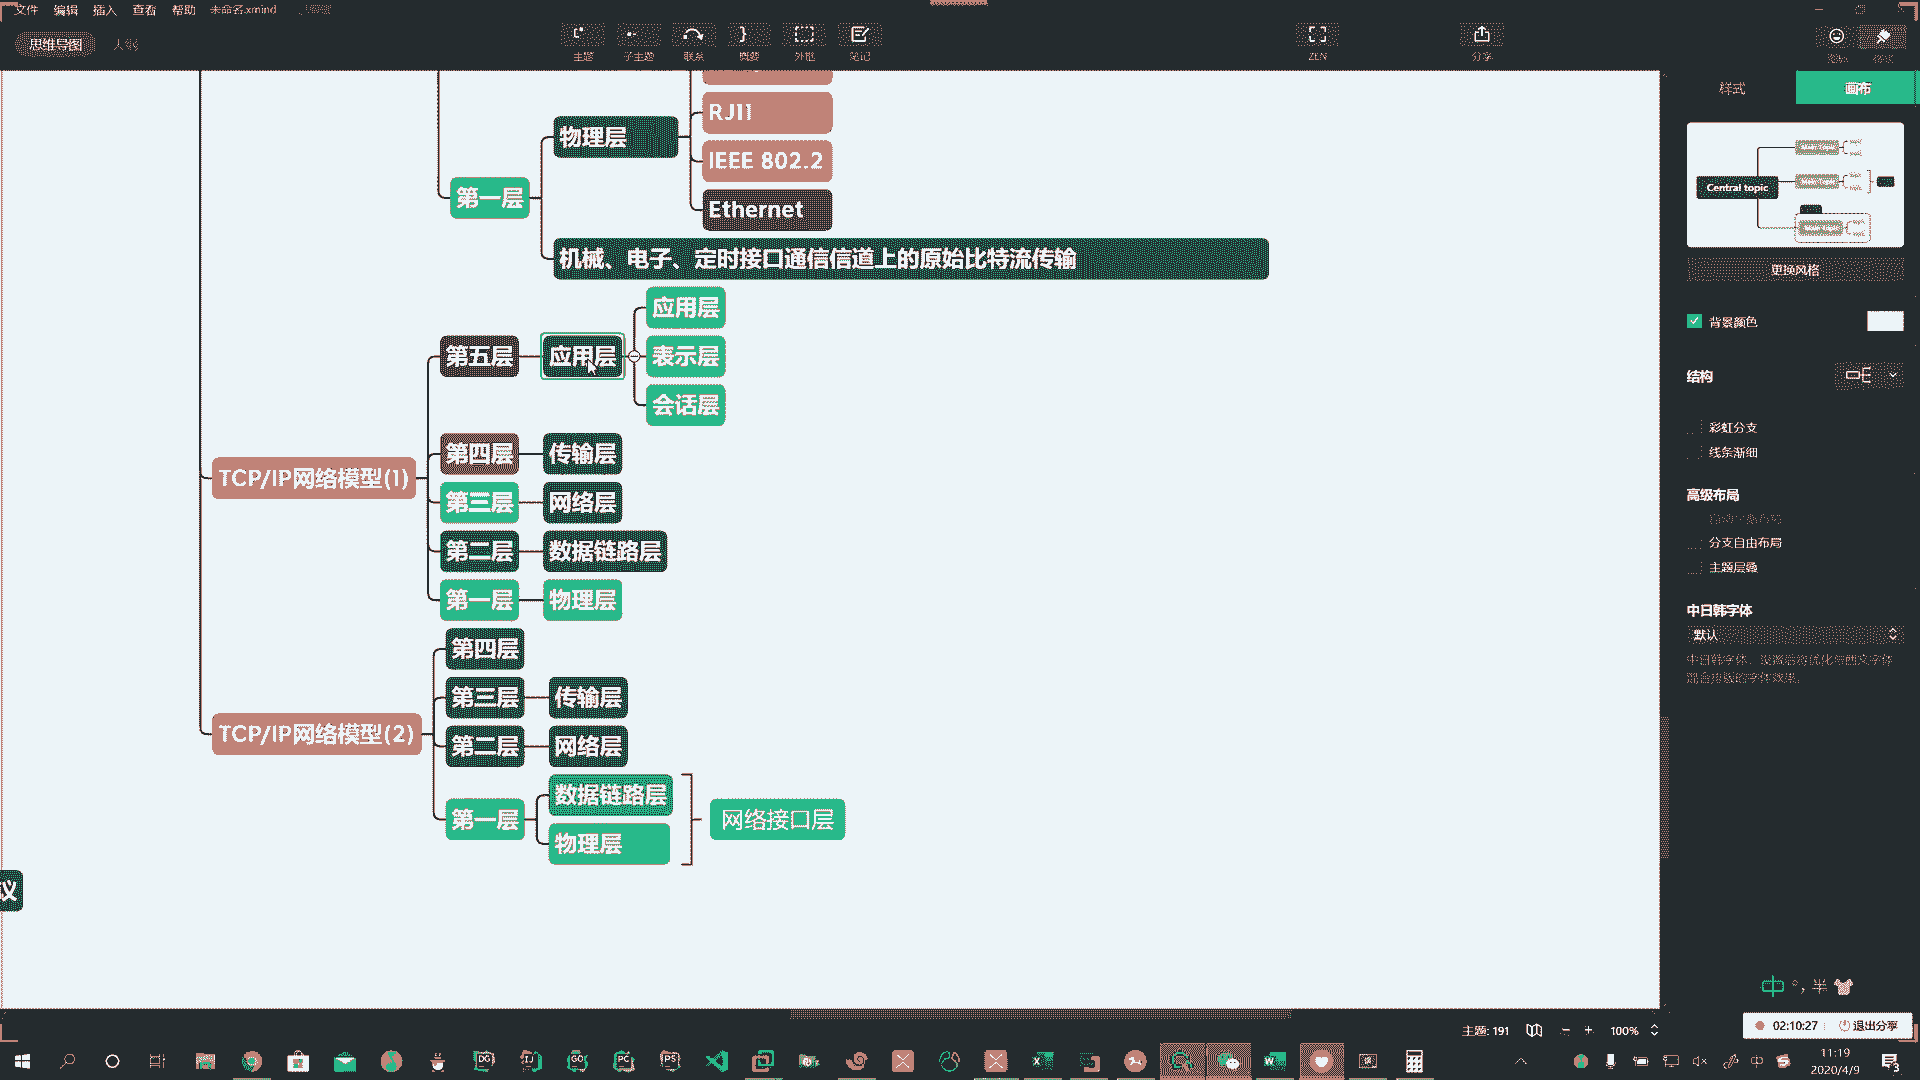 文件 编辑 插入 查看 帮助 未命名.xmind
思维导图
主题 子主题 联系 概要 外框 笔记 ZEN 分享
样式 画布
RJ11
物理层
IEEE 802.2
第一层
Ethernet
机械、电子、定时接口通信信道上的原始比特流传输
应用层
第五层 应用层 表示层
会话层
第四层 传输层
TCP/IP网络模型(1)
第三层 网络层
第二层 数据链路层
第一层 物理层
第四层
第三层 传输层
TCP/IP网络模型(2)
第二层 网络层
数据链路层
第一层 网络接口层
物理层
议
Central topic
更换风格
背景颜色
结构
彩虹分支
线条渐细
高级布局
分支自由布局
主题层叠
中日韩字体
默认
中 °, 半
主题: 191 100%
02:10:27 退出分享
DG IJ GO PC PS
中
11:19
2020/4/9
3